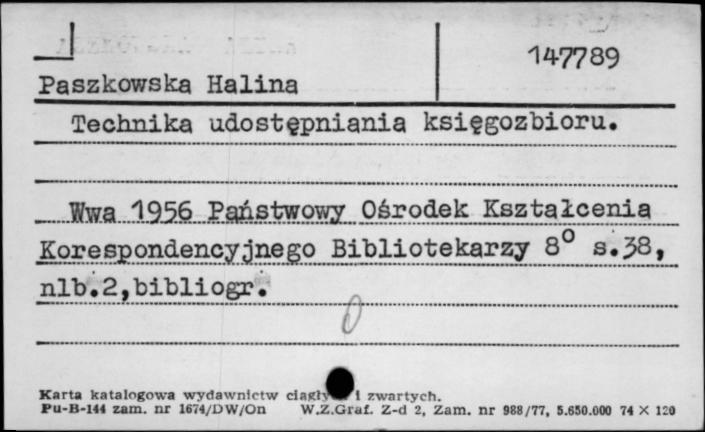 147789
Paszkowska Halina
Technika udostępniania księgozbioru.
Wwa 1956 Państwowy Ośrodek Kształcenia
Korespondencyjnego Bibliotekarzy 8° s.38,
nlb.2,bibliogr.
Karta katalogowa wydawnictw i zwartych.
Pu-B-144 zam. nr 1674/DW/On W.Z.Graf. Z-d 2, Zam. nr 988/77, 5.650.000 74 X 120